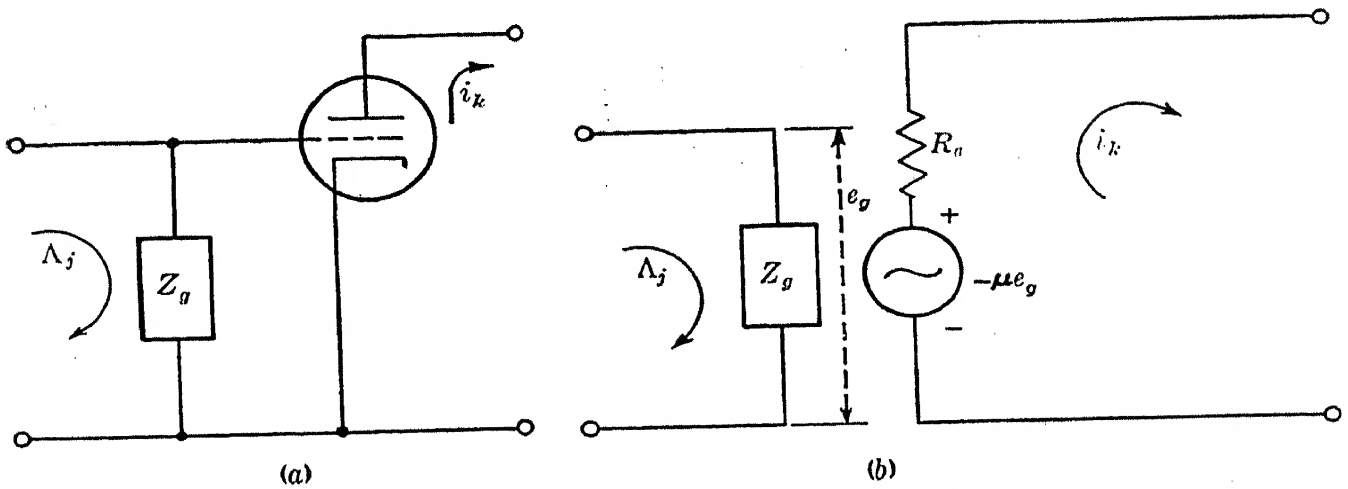 i_k
Λ_j
Z_g
(a)
e_g
Λ_j
Z_g
R_a
+
−μe_g
−
i_k
(b)